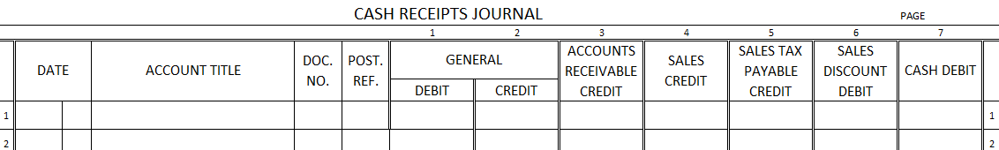 CASH RECEIPTS JOURNAL PAGE
1 2 3 4 5 6 7
DATE
ACCOUNT TITLE
DOC.
NO.
POST.
REF.
GENERAL
DEBIT CREDIT
ACCOUNTS
RECEIVABLE
CREDIT
SALES
CREDIT
SALES TAX
PAYABLE
CREDIT
SALES
DISCOUNT
DEBIT
CASH DEBIT
1 1
2 2